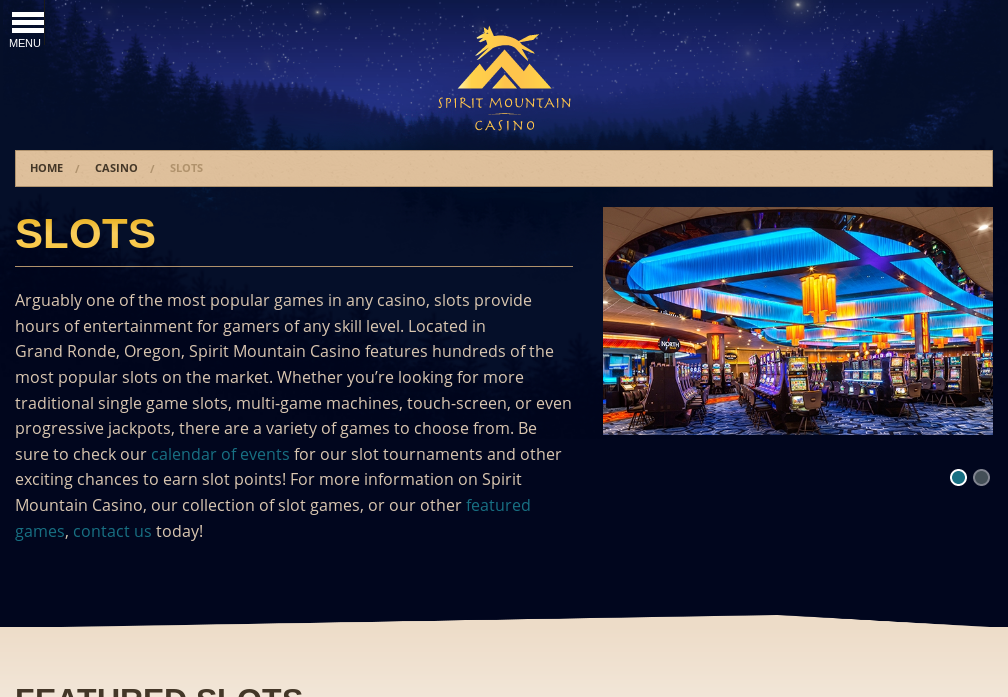 MENU
SPIRIT MOUNTAIN
CASINO
HOME / CASINO / SLOTS
SLOTS
Arguably one of the most popular games in any casino, slots provide
hours of entertainment for gamers of any skill level. Located in
Grand Ronde, Oregon, Spirit Mountain Casino features hundreds of the
most popular slots on the market. Whether you’re looking for more
traditional single game slots, multi-game machines, touch-screen, or even
progressive jackpots, there are a variety of games to choose from. Be
sure to check our calendar of events for our slot tournaments and other
exciting chances to earn slot points! For more information on Spirit
Mountain Casino, our collection of slot games, or our other featured
games, contact us today!
NORTH
FEATURED SLOTS